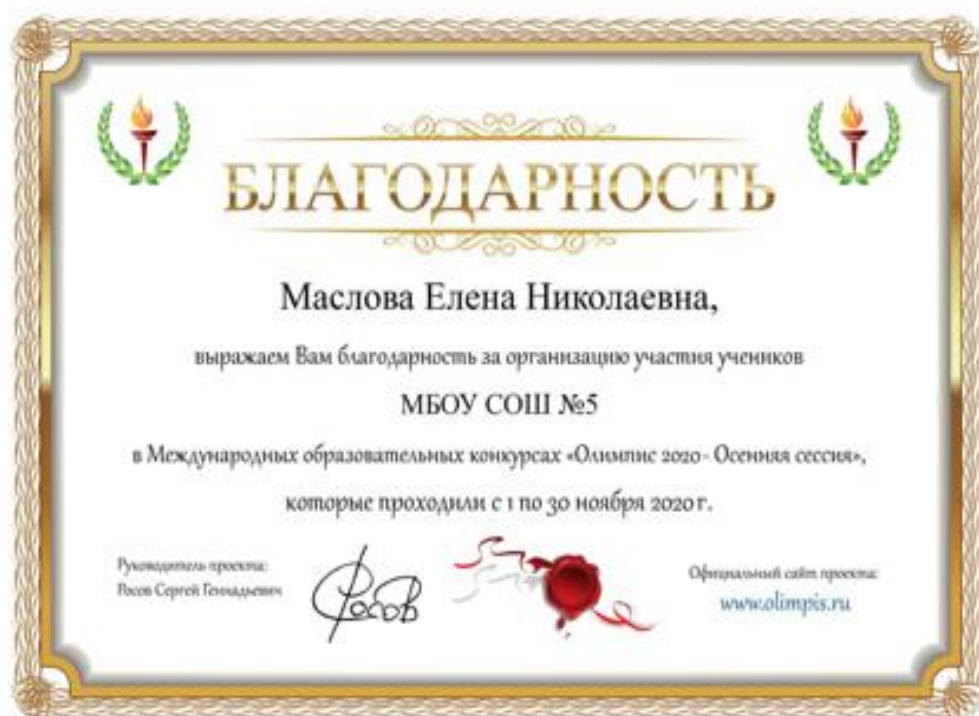 БЛАГОДАРНОСТЬ
Маслова Елена Николаевна,
выражаем Вам благодарность за организацию участия учеников
МБОУ СОШ №5
в Международных образовательных конкурсах «Олимпис 2020 - Осенняя сессия»,
которые проходили с 1 по 30 ноября 2020 г.
Руководитель проекта:
Росов Сергей Геннадьевич
Росов
Официальный сайт проекта:
www.olimpis.ru